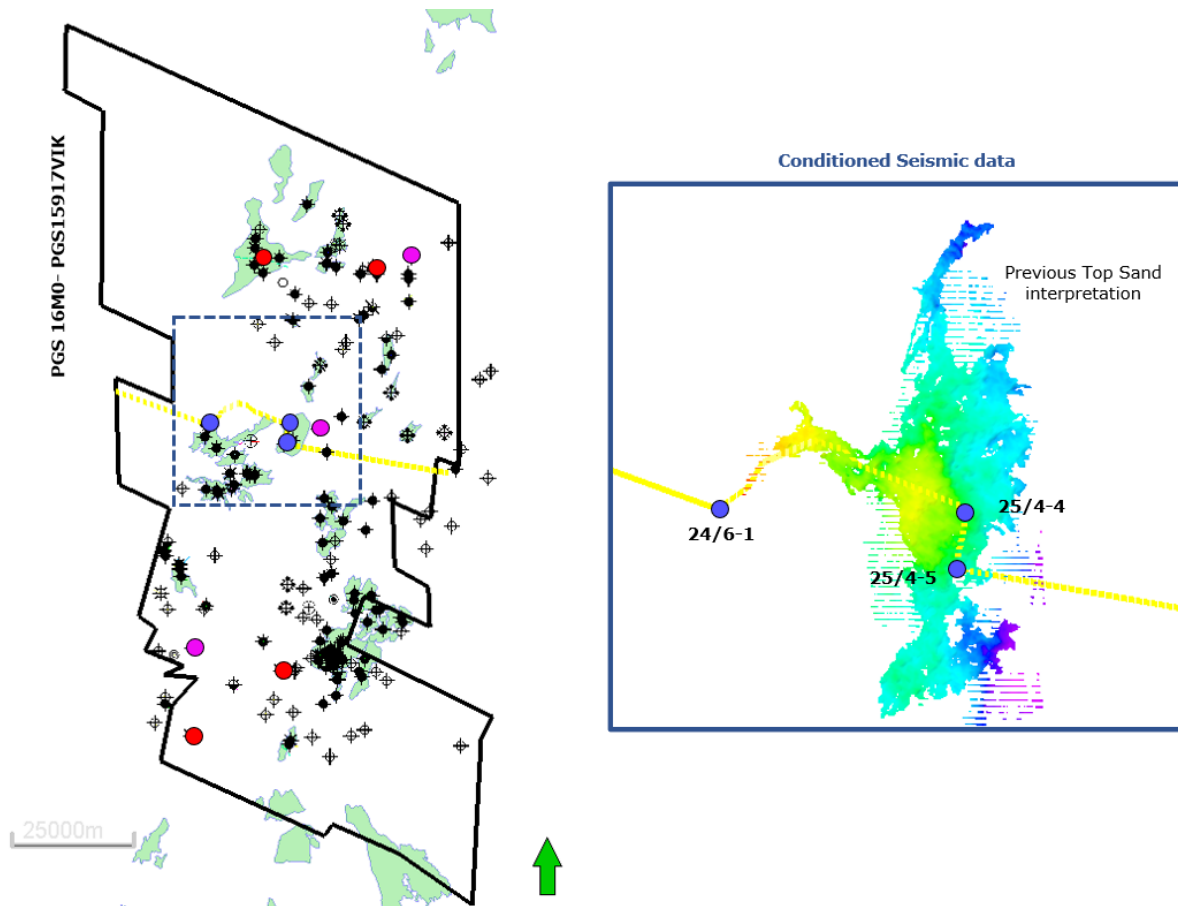 PGS 16M0- PGS15917VIK
25000m
Conditioned Seismic data
Previous Top Sand
interpretation
24/6-1
25/4-4
25/4-5